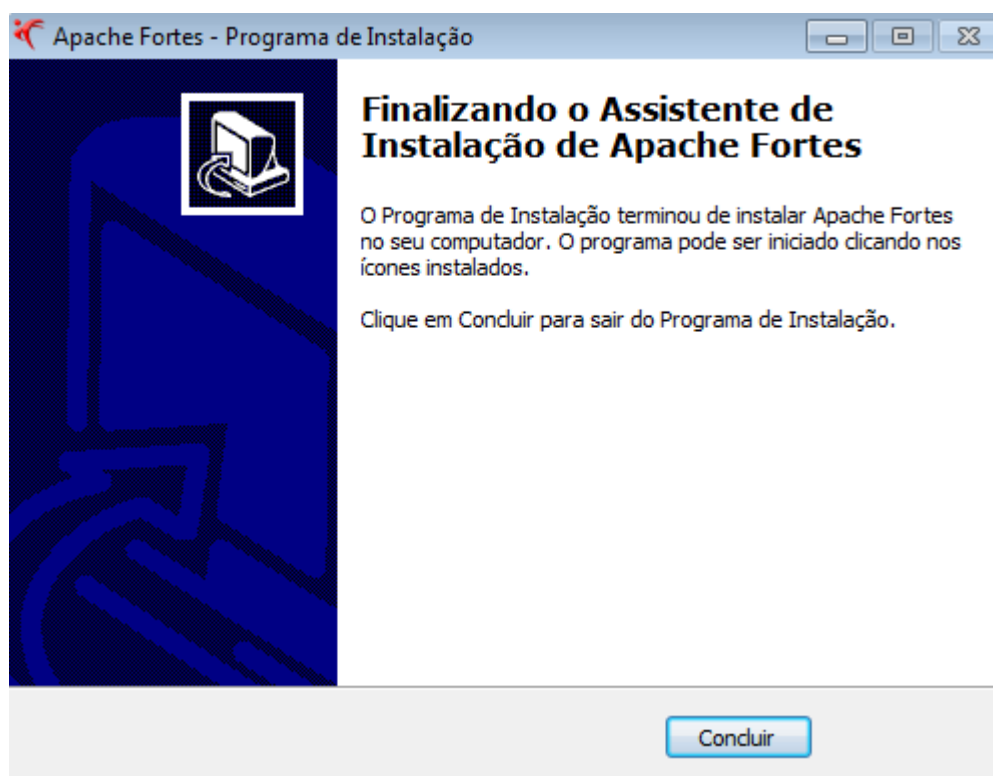 Apache Fortes - Programa de Instalação
Finalizando o Assistente de
Instalação de Apache Fortes
O Programa de Instalação terminou de instalar Apache Fortes
no seu computador. O programa pode ser iniciado clicando nos
ícones instalados.
Clique em Concluir para sair do Programa de Instalação.
Concluir